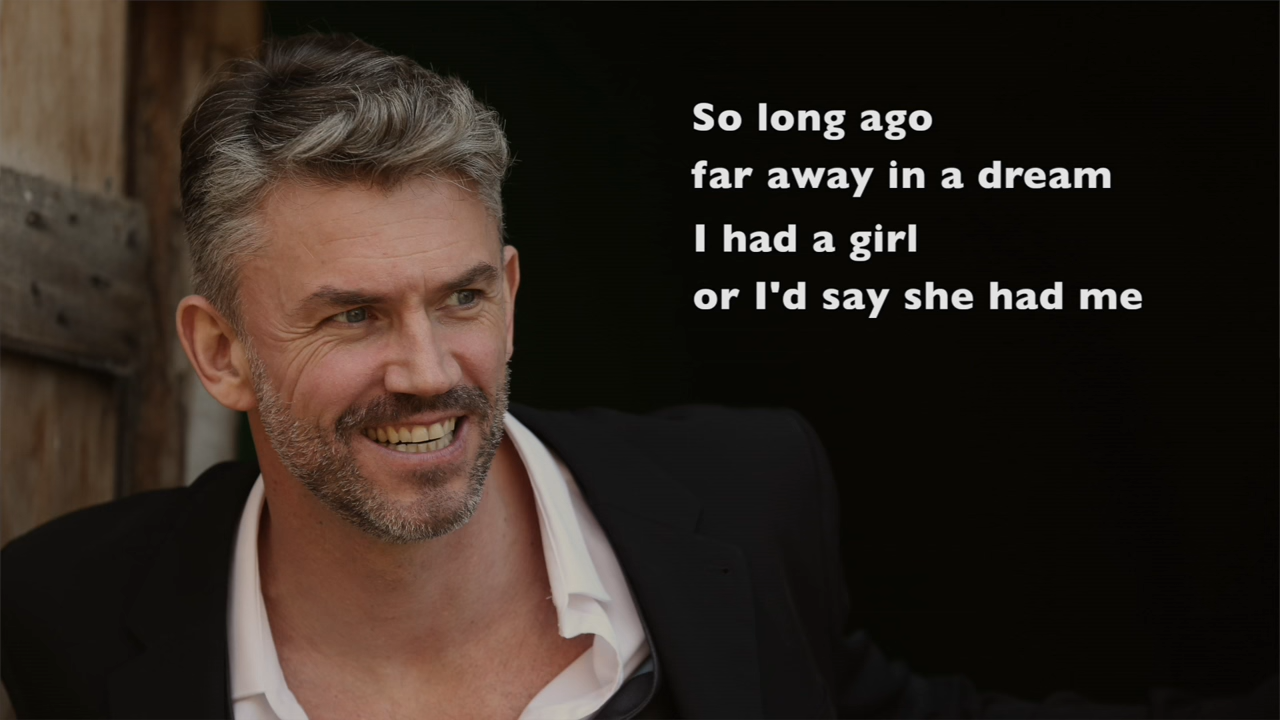 So long ago
far away in a dream
I had a girl
or I'd say she had me